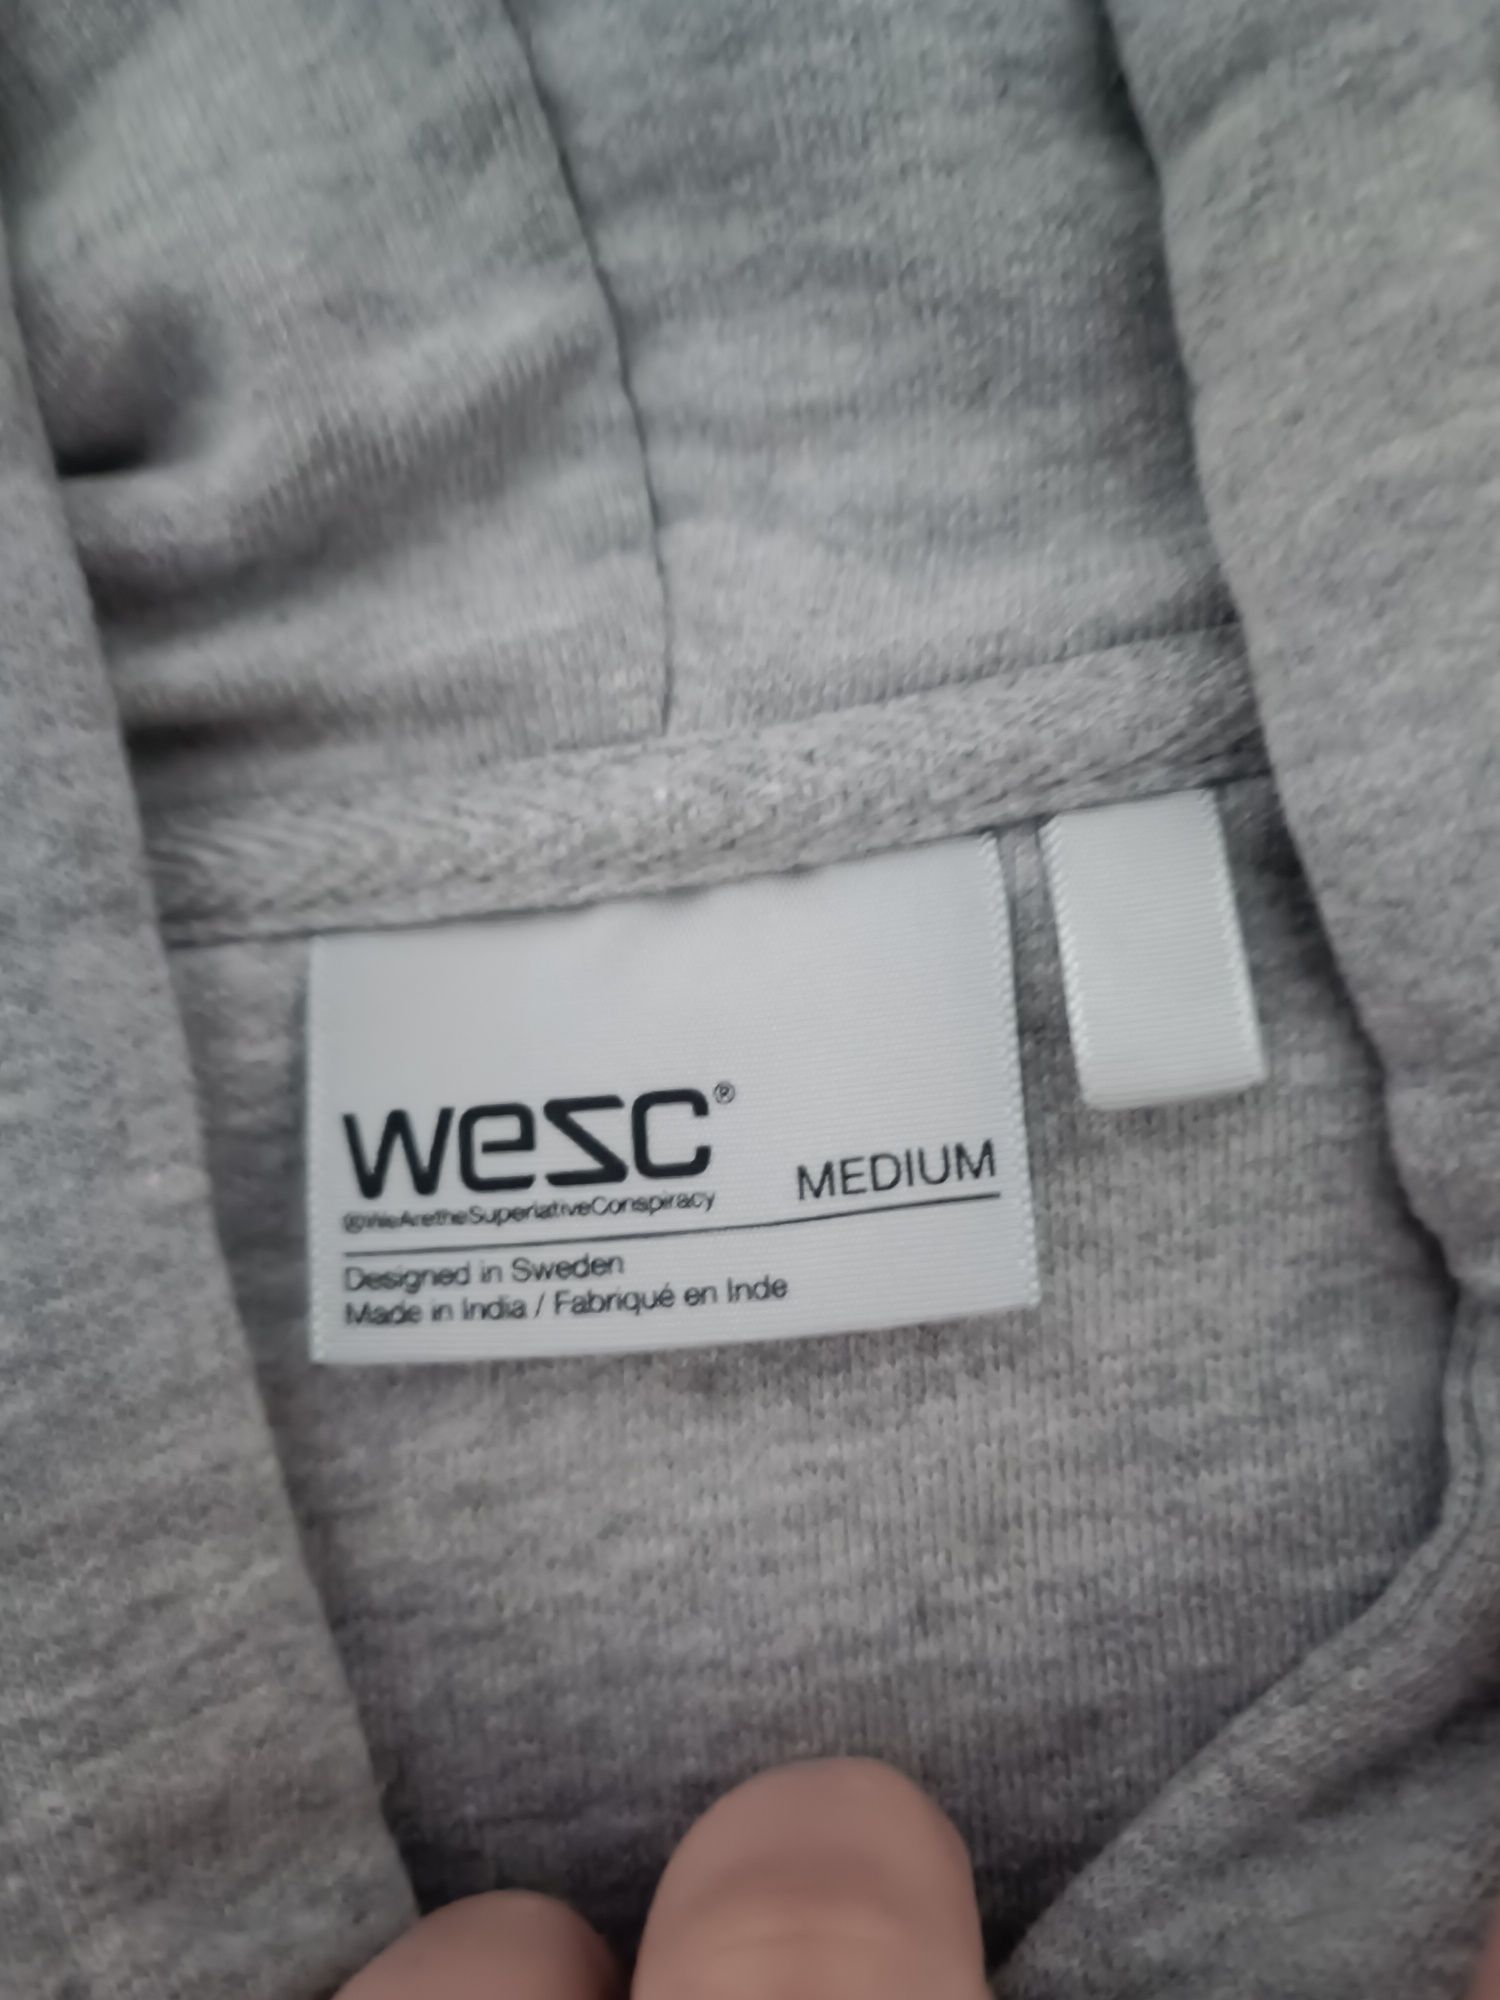 wesc®
@WeAretheSuperlativeConspiracy
MEDIUM
Designed in Sweden
Made in India / Fabriqué en Inde